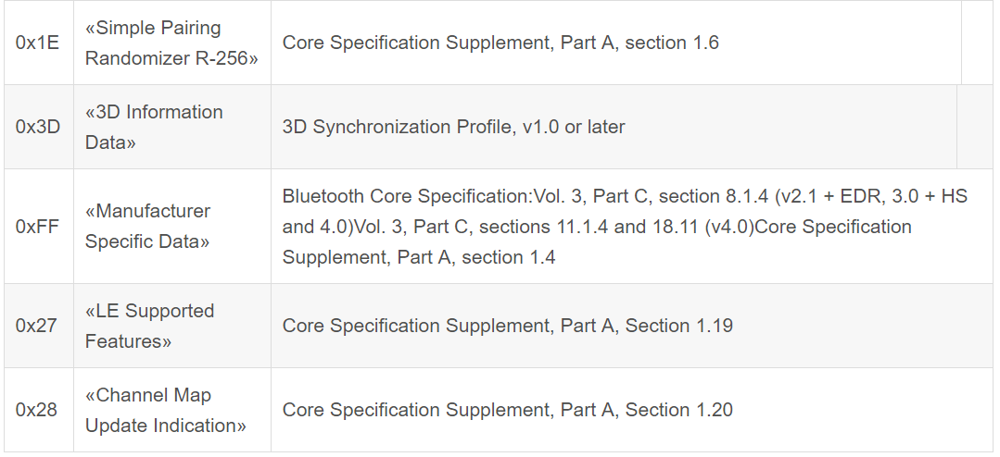 0x1E
«Simple Pairing
Randomizer R-256»
Core Specification Supplement, Part A, section 1.6
0x3D
«3D Information
Data»
3D Synchronization Profile, v1.0 or later
0xFF
«Manufacturer
Specific Data»
Bluetooth Core Specification:Vol. 3, Part C, section 8.1.4 (v2.1 + EDR, 3.0 + HS
and 4.0)Vol. 3, Part C, sections 11.1.4 and 18.11 (v4.0)Core Specification
Supplement, Part A, section 1.4
0x27
«LE Supported
Features»
Core Specification Supplement, Part A, Section 1.19
0x28
«Channel Map
Update Indication»
Core Specification Supplement, Part A, Section 1.20